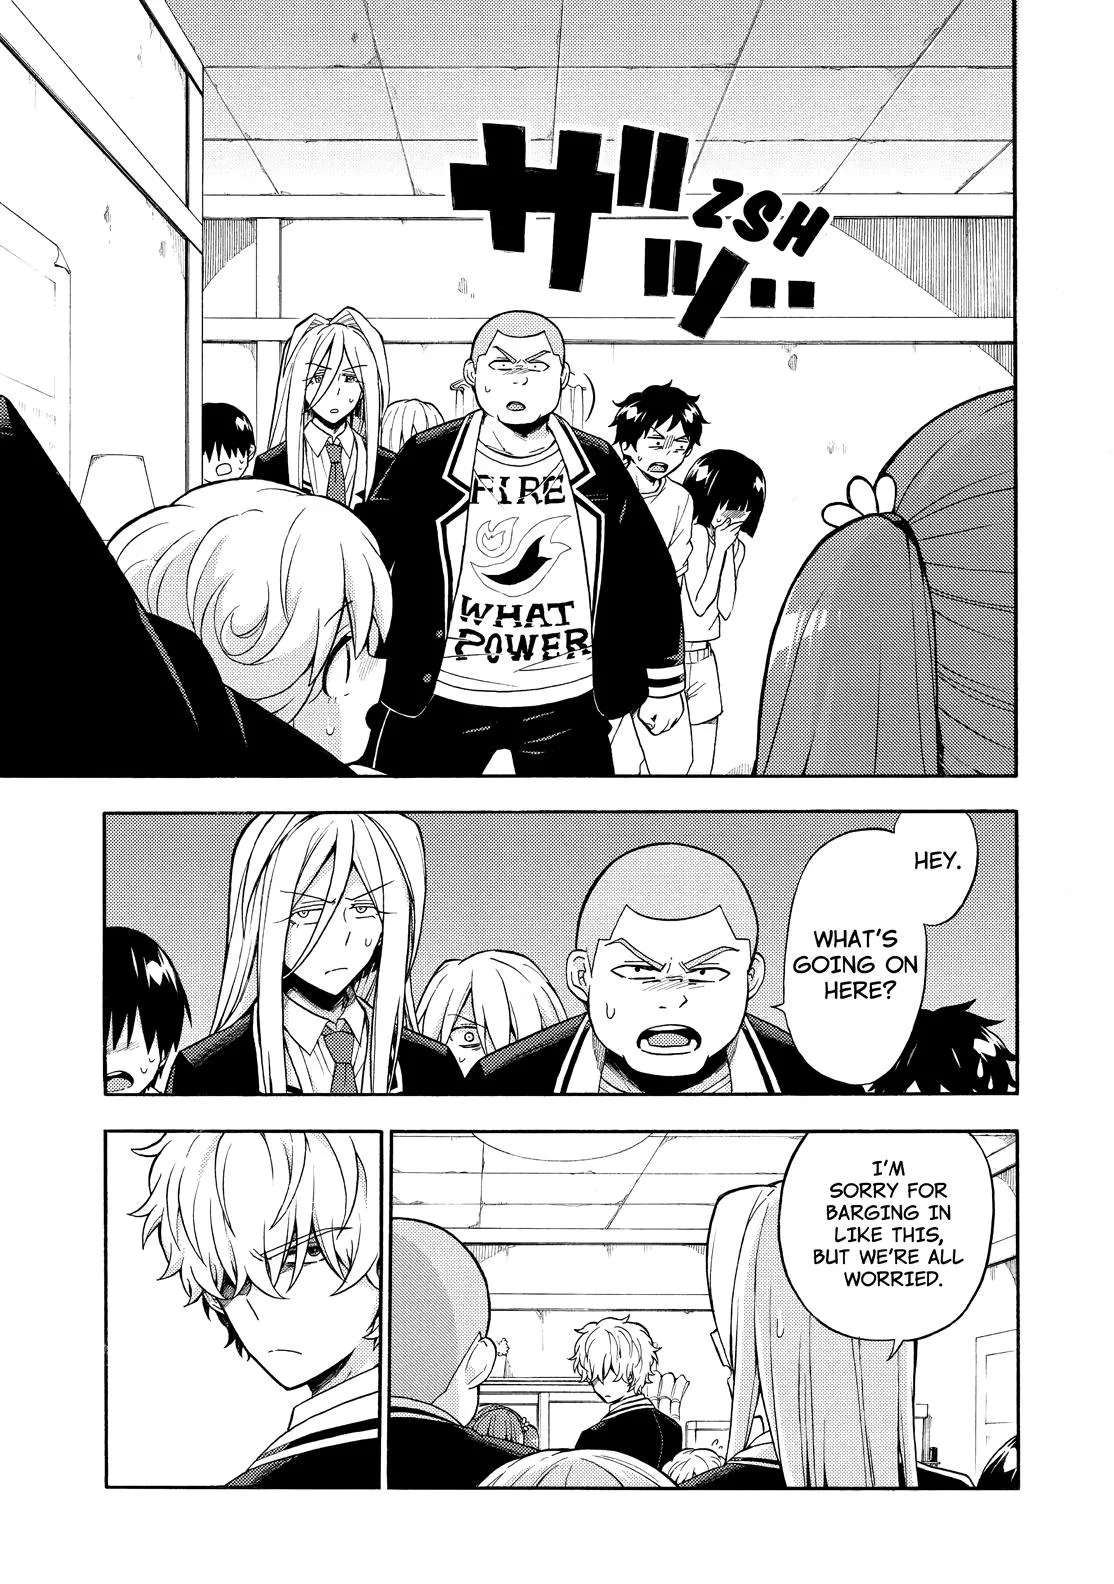 ザザッ‥
ZSH
FIRE
WHAT
POWER
HEY.
WHAT'S
GOING ON
HERE?
I'M
SORRY FOR
BARGING IN
LIKE THIS,
BUT WE'RE ALL
WORRIED.